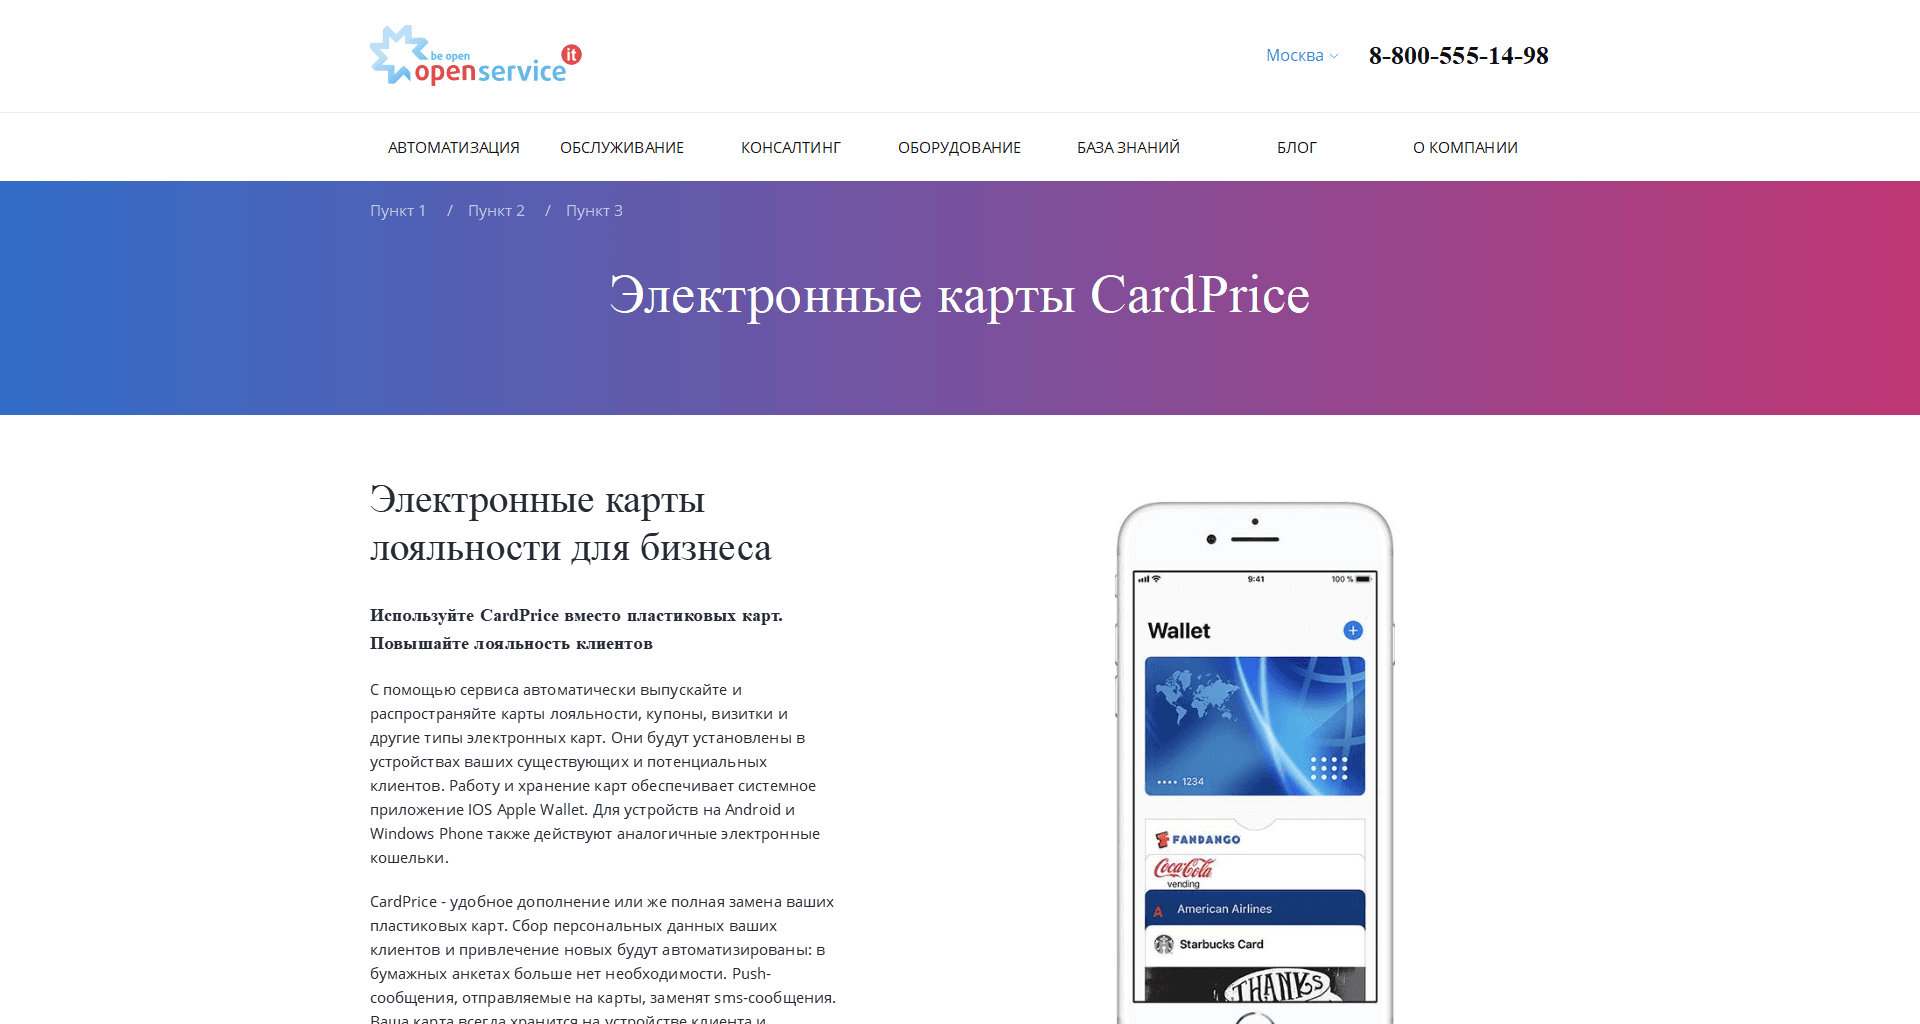 be open
openservice it
Москва
8-800-555-14-98
АВТОМАТИЗАЦИЯ ОБСЛУЖИВАНИЕ КОНСАЛТИНГ ОБОРУДОВАНИЕ БАЗА ЗНАНИЙ БЛОГ О КОМПАНИИ
Пункт 1 / Пункт 2 / Пункт 3
Электронные карты CardPrice
Электронные карты
лояльности для бизнеса
Используйте CardPrice вместо пластиковых карт.
Повышайте лояльность клиентов
С помощью сервиса автоматически выпускайте и
распространяйте карты лояльности, купоны, визитки и
другие типы электронных карт. Они будут установлены в
устройствах ваших существующих и потенциальных
клиентов. Работу и хранение карт обеспечивает системное
приложение IOS Apple Wallet. Для устройств на Android и
Windows Phone также действуют аналогичные электронные
кошельки.
CardPrice - удобное дополнение или же полная замена ваших
пластиковых карт. Сбор персональных данных ваших
клиентов и привлечение новых будут автоматизированы: в
бумажных анкетах больше нет необходимости. Push-
сообщения, отправляемые на карты, заменят sms-сообщения.
Ваша карта всегда хранится на устройстве клиента и
9:41 100 %
Wallet
•••• 1234
FANDANGO
Coca-Cola
vending
American Airlines
Starbucks Card
THANKS